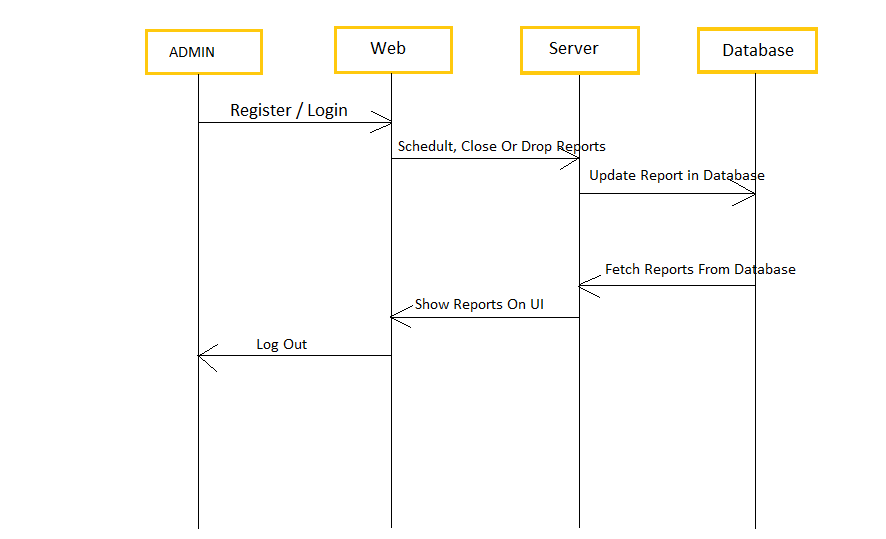 ADMIN
Web
Server
Database
Register / Login
Schedult, Close Or Drop Reports
Update Report in Database
Fetch Reports From Database
Show Reports On UI
Log Out